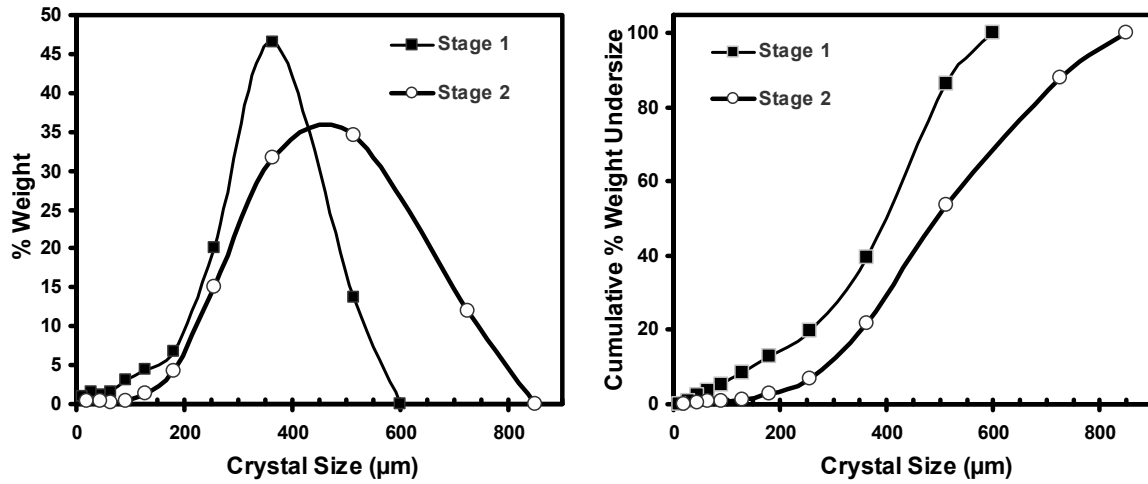 50
45
40
35
30
25
20
15
10
5
0
% Weight
Stage 1
Stage 2
0 200 400 600 800
Crystal Size (µm)
100
80
60
40
20
0
Cumulative % Weight Undersize
Stage 1
Stage 2
0 200 400 600 800
Crystal Size (µm)